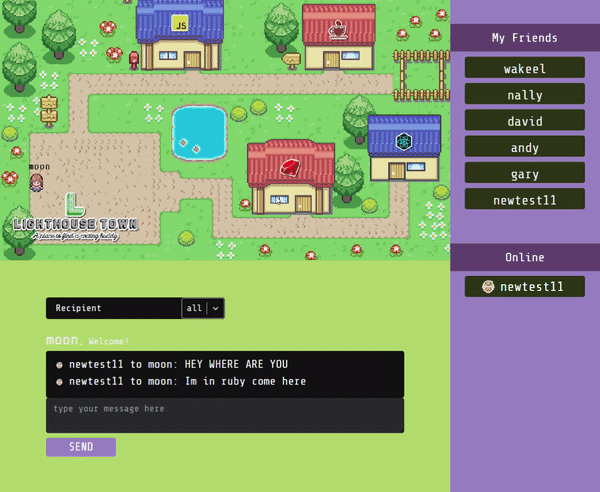 JS
moon
LIGHTHOUSE TOWN
A place to find a coding buddy
Recipient
all
moon, Welcome!
newtest11 to moon: HEY WHERE ARE YOU
newtest11 to moon: Im in ruby come here
type your message here
SEND
My Friends
wakeel
nally
david
andy
gary
newtest11
Online
newtest11